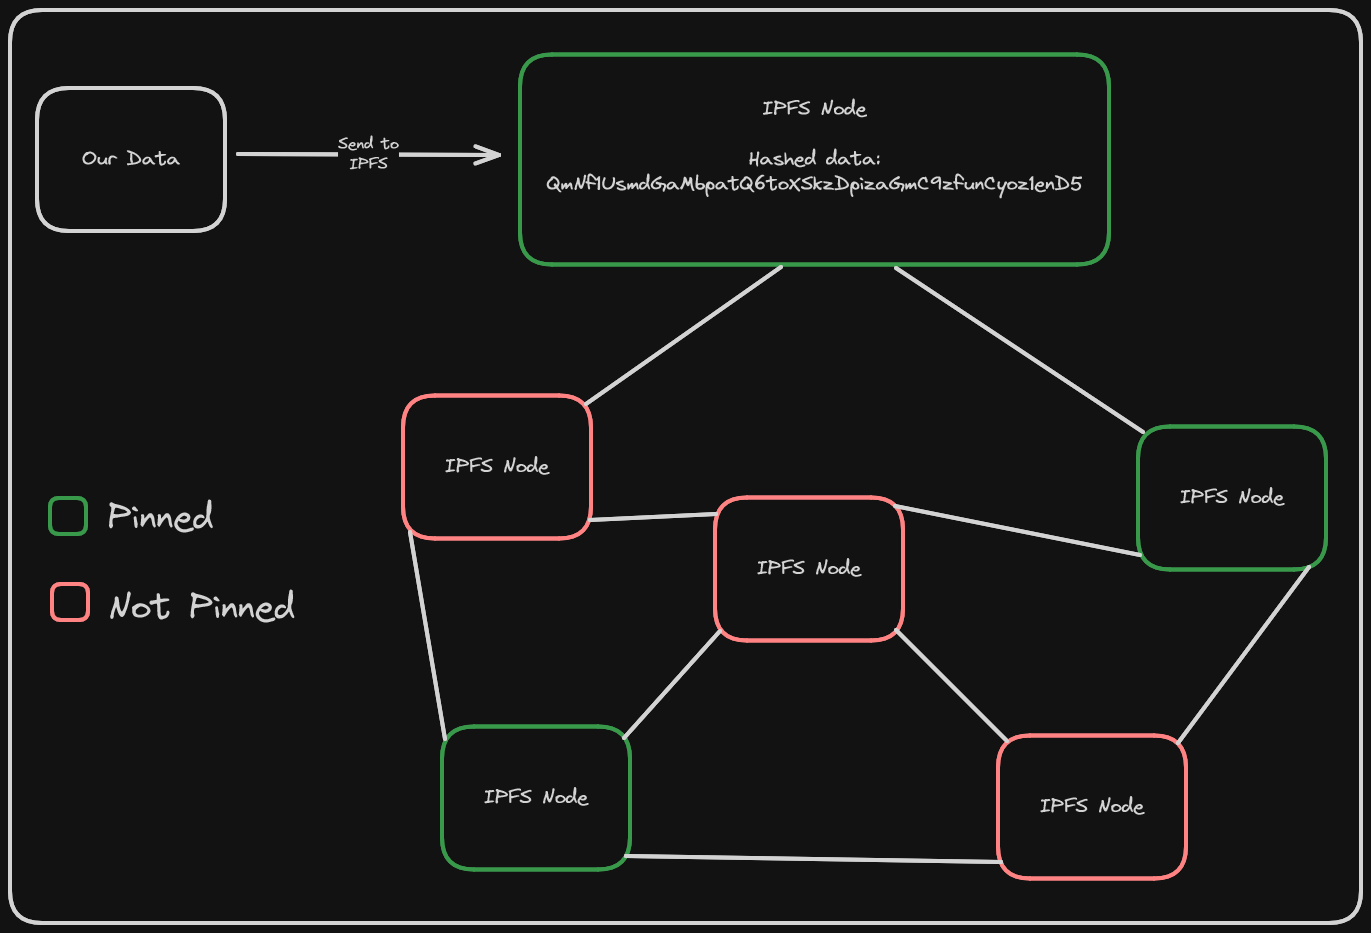 Our Data
Send to
IPFS
IPFS Node
Hashed data:
QmNf1UsmdGaMbpatQ6toXSkzDpizaGmC9zfunCyoz1enD5
IPFS Node
IPFS Node
IPFS Node
Pinned
Not Pinned
IPFS Node
IPFS Node